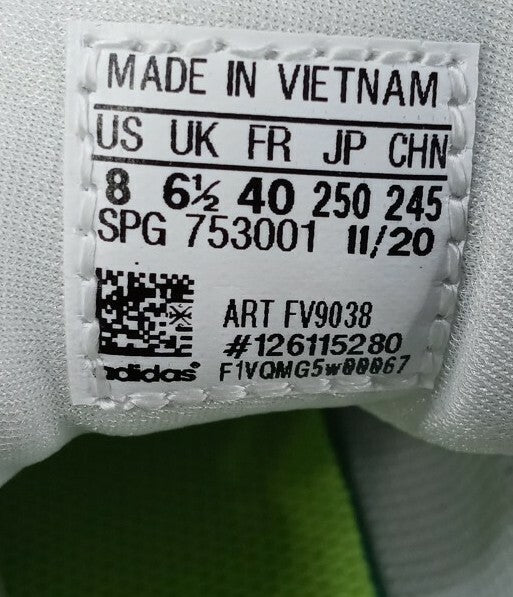 MADE IN VIETNAM
US UK FR JP CHN
8 6½ 40 250 245
SPG 753001 11/20
ART FV9038
#126115280
adidas® F1VQMG5w00067